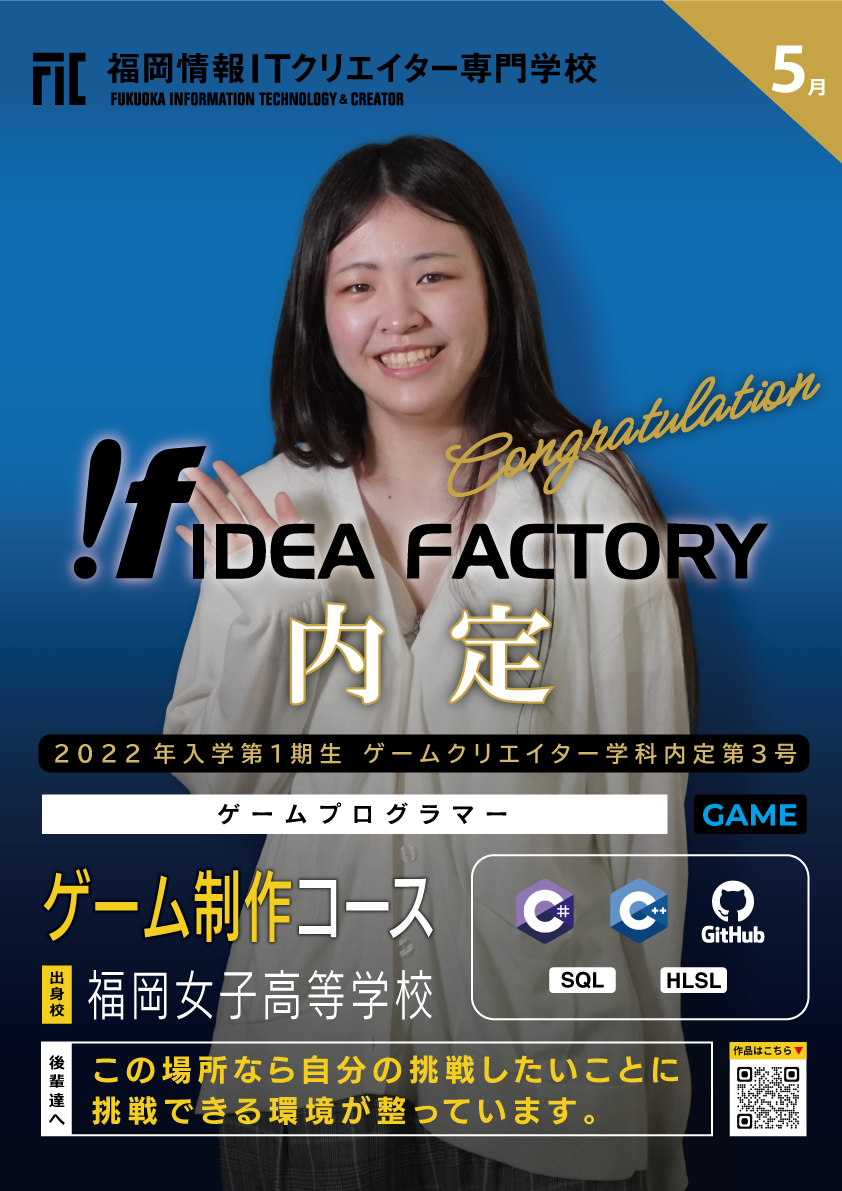 FIC
福岡情報ITクリエイター専門学校
FUKUOKA INFORMATION TECHNOLOGY & CREATOR
5月
Congratulation
!f IDEA FACTORY
内定
2022年入学第1期生 ゲームクリエイター学科内定第3号
ゲームプログラマー
GAME
ゲーム制作コース
C#
C++
GitHub
SQL
HLSL
出身校
福岡女子高等学校
後輩達へ
この場所なら自分の挑戦したいことに
挑戦できる環境が整っています。
作品はこちら▼